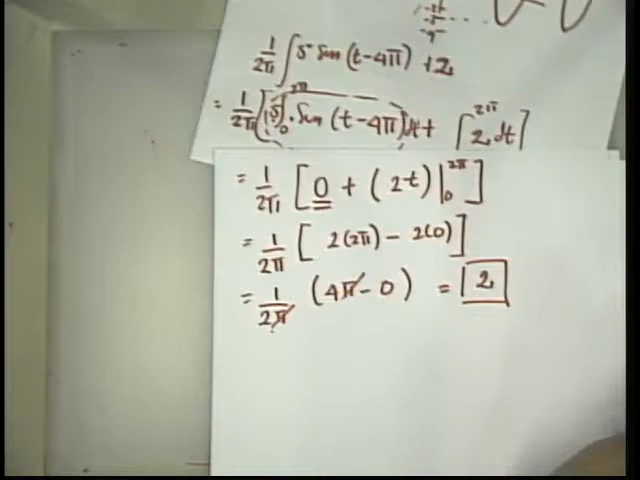 1/2π ∫ 5 sin (t-4π) + 2
= 1/2π (∫₀^2π 5 . sin (t-4π) dt + ∫ 2 dt ^2π]
= 1/2π [ 0 + (2t) |₀^2π ]
= 1/2π [ 2(2π) - 2(0) ]
= 1/2π (4π - 0) = 2